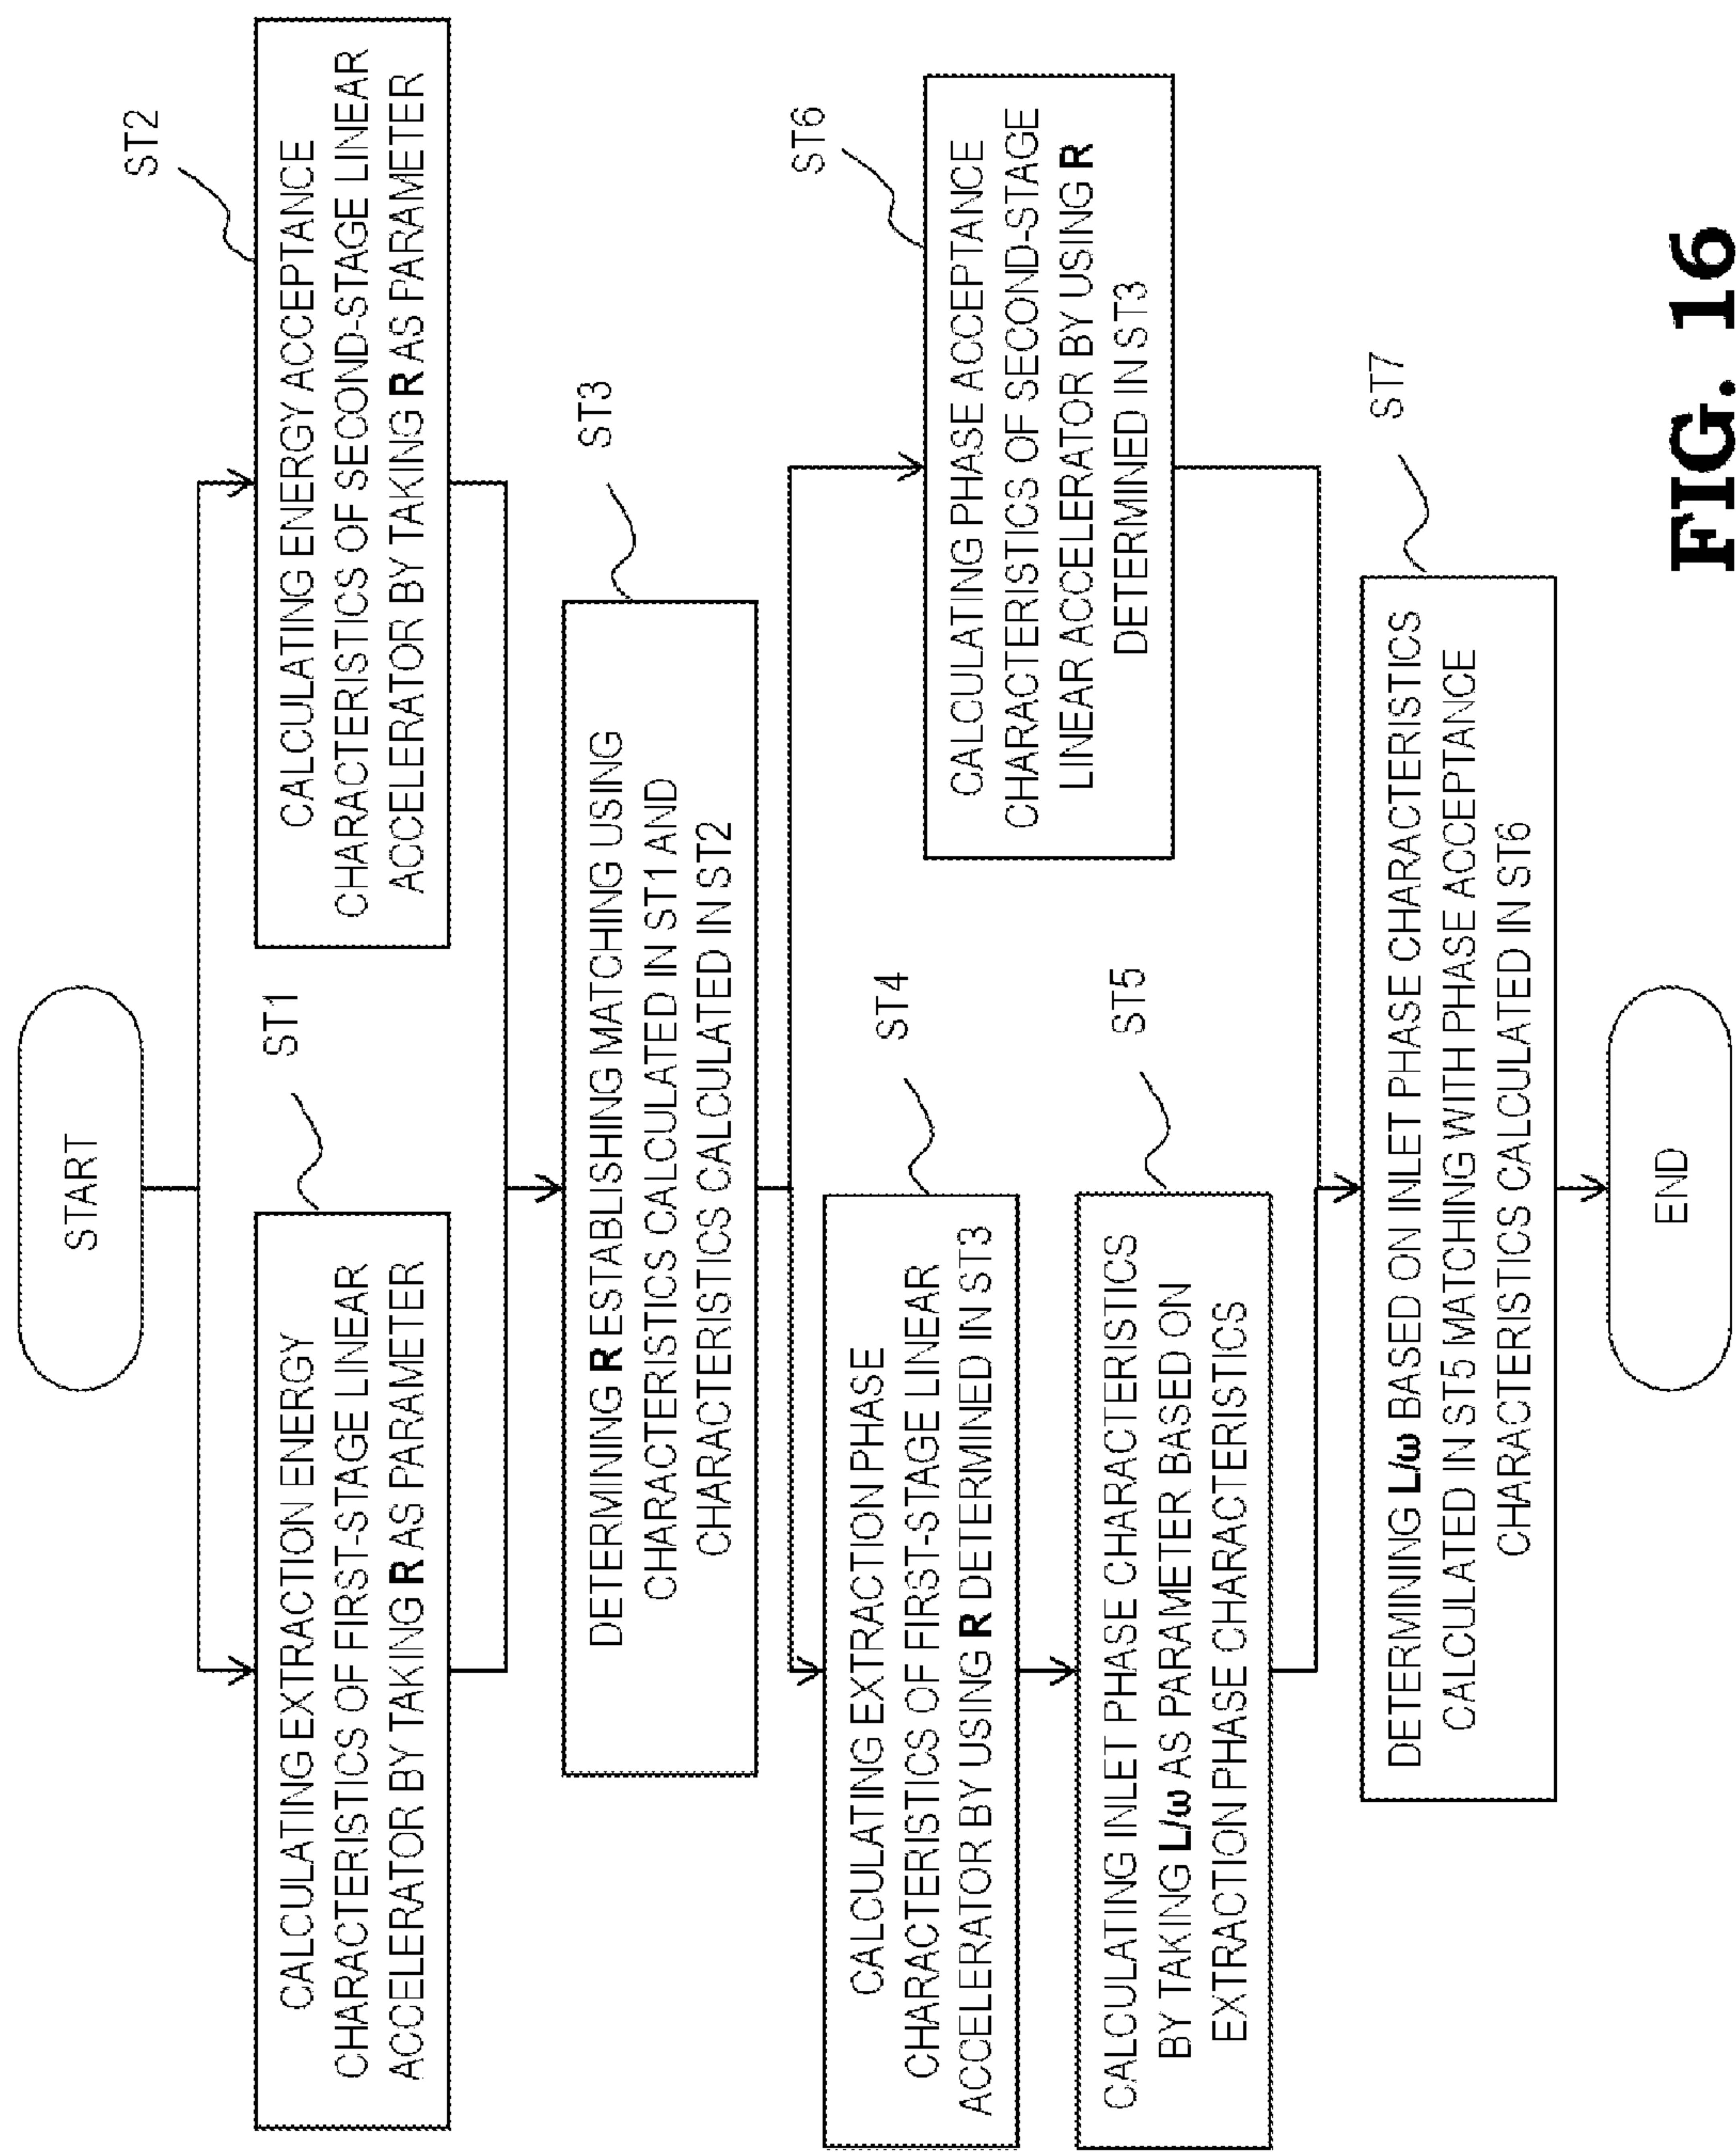 START
ST1
CALCULATING EXTRACTION ENERGY
CHARACTERISTICS OF FIRST-STAGE LINEAR
ACCELERATOR BY TAKING R AS PARAMETER
ST2
CALCULATING ENERGY ACCEPTANCE
CHARACTERISTICS OF SECOND-STAGE LINEAR
ACCELERATOR BY TAKING R AS PARAMETER
ST3
DETERMINING R ESTABLISHING MATCHING USING
CHARACTERISTICS CALCULATED IN ST1 AND
CHARACTERISTICS CALCULATED IN ST2
ST4
CALCULATING EXTRACTION PHASE
CHARACTERISTICS OF FIRST-STAGE LINEAR
ACCELERATOR BY USING R DETERMINED IN ST3
ST5
CALCULATING INLET PHASE CHARACTERISTICS
BY TAKING L/ω AS PARAMETER BASED ON
EXTRACTION PHASE CHARACTERISTICS
ST6
CALCULATING PHASE ACCEPTANCE
CHARACTERISTICS OF SECOND-STAGE
LINEAR ACCELERATOR BY USING R
DETERMINED IN ST3
ST7
DETERMINING L/ω BASED ON INLET PHASE CHARACTERISTICS
CALCULATED IN ST5 MATCHING WITH PHASE ACCEPTANCE
CHARACTERISTICS CALCULATED IN ST6
END
FIG. 16